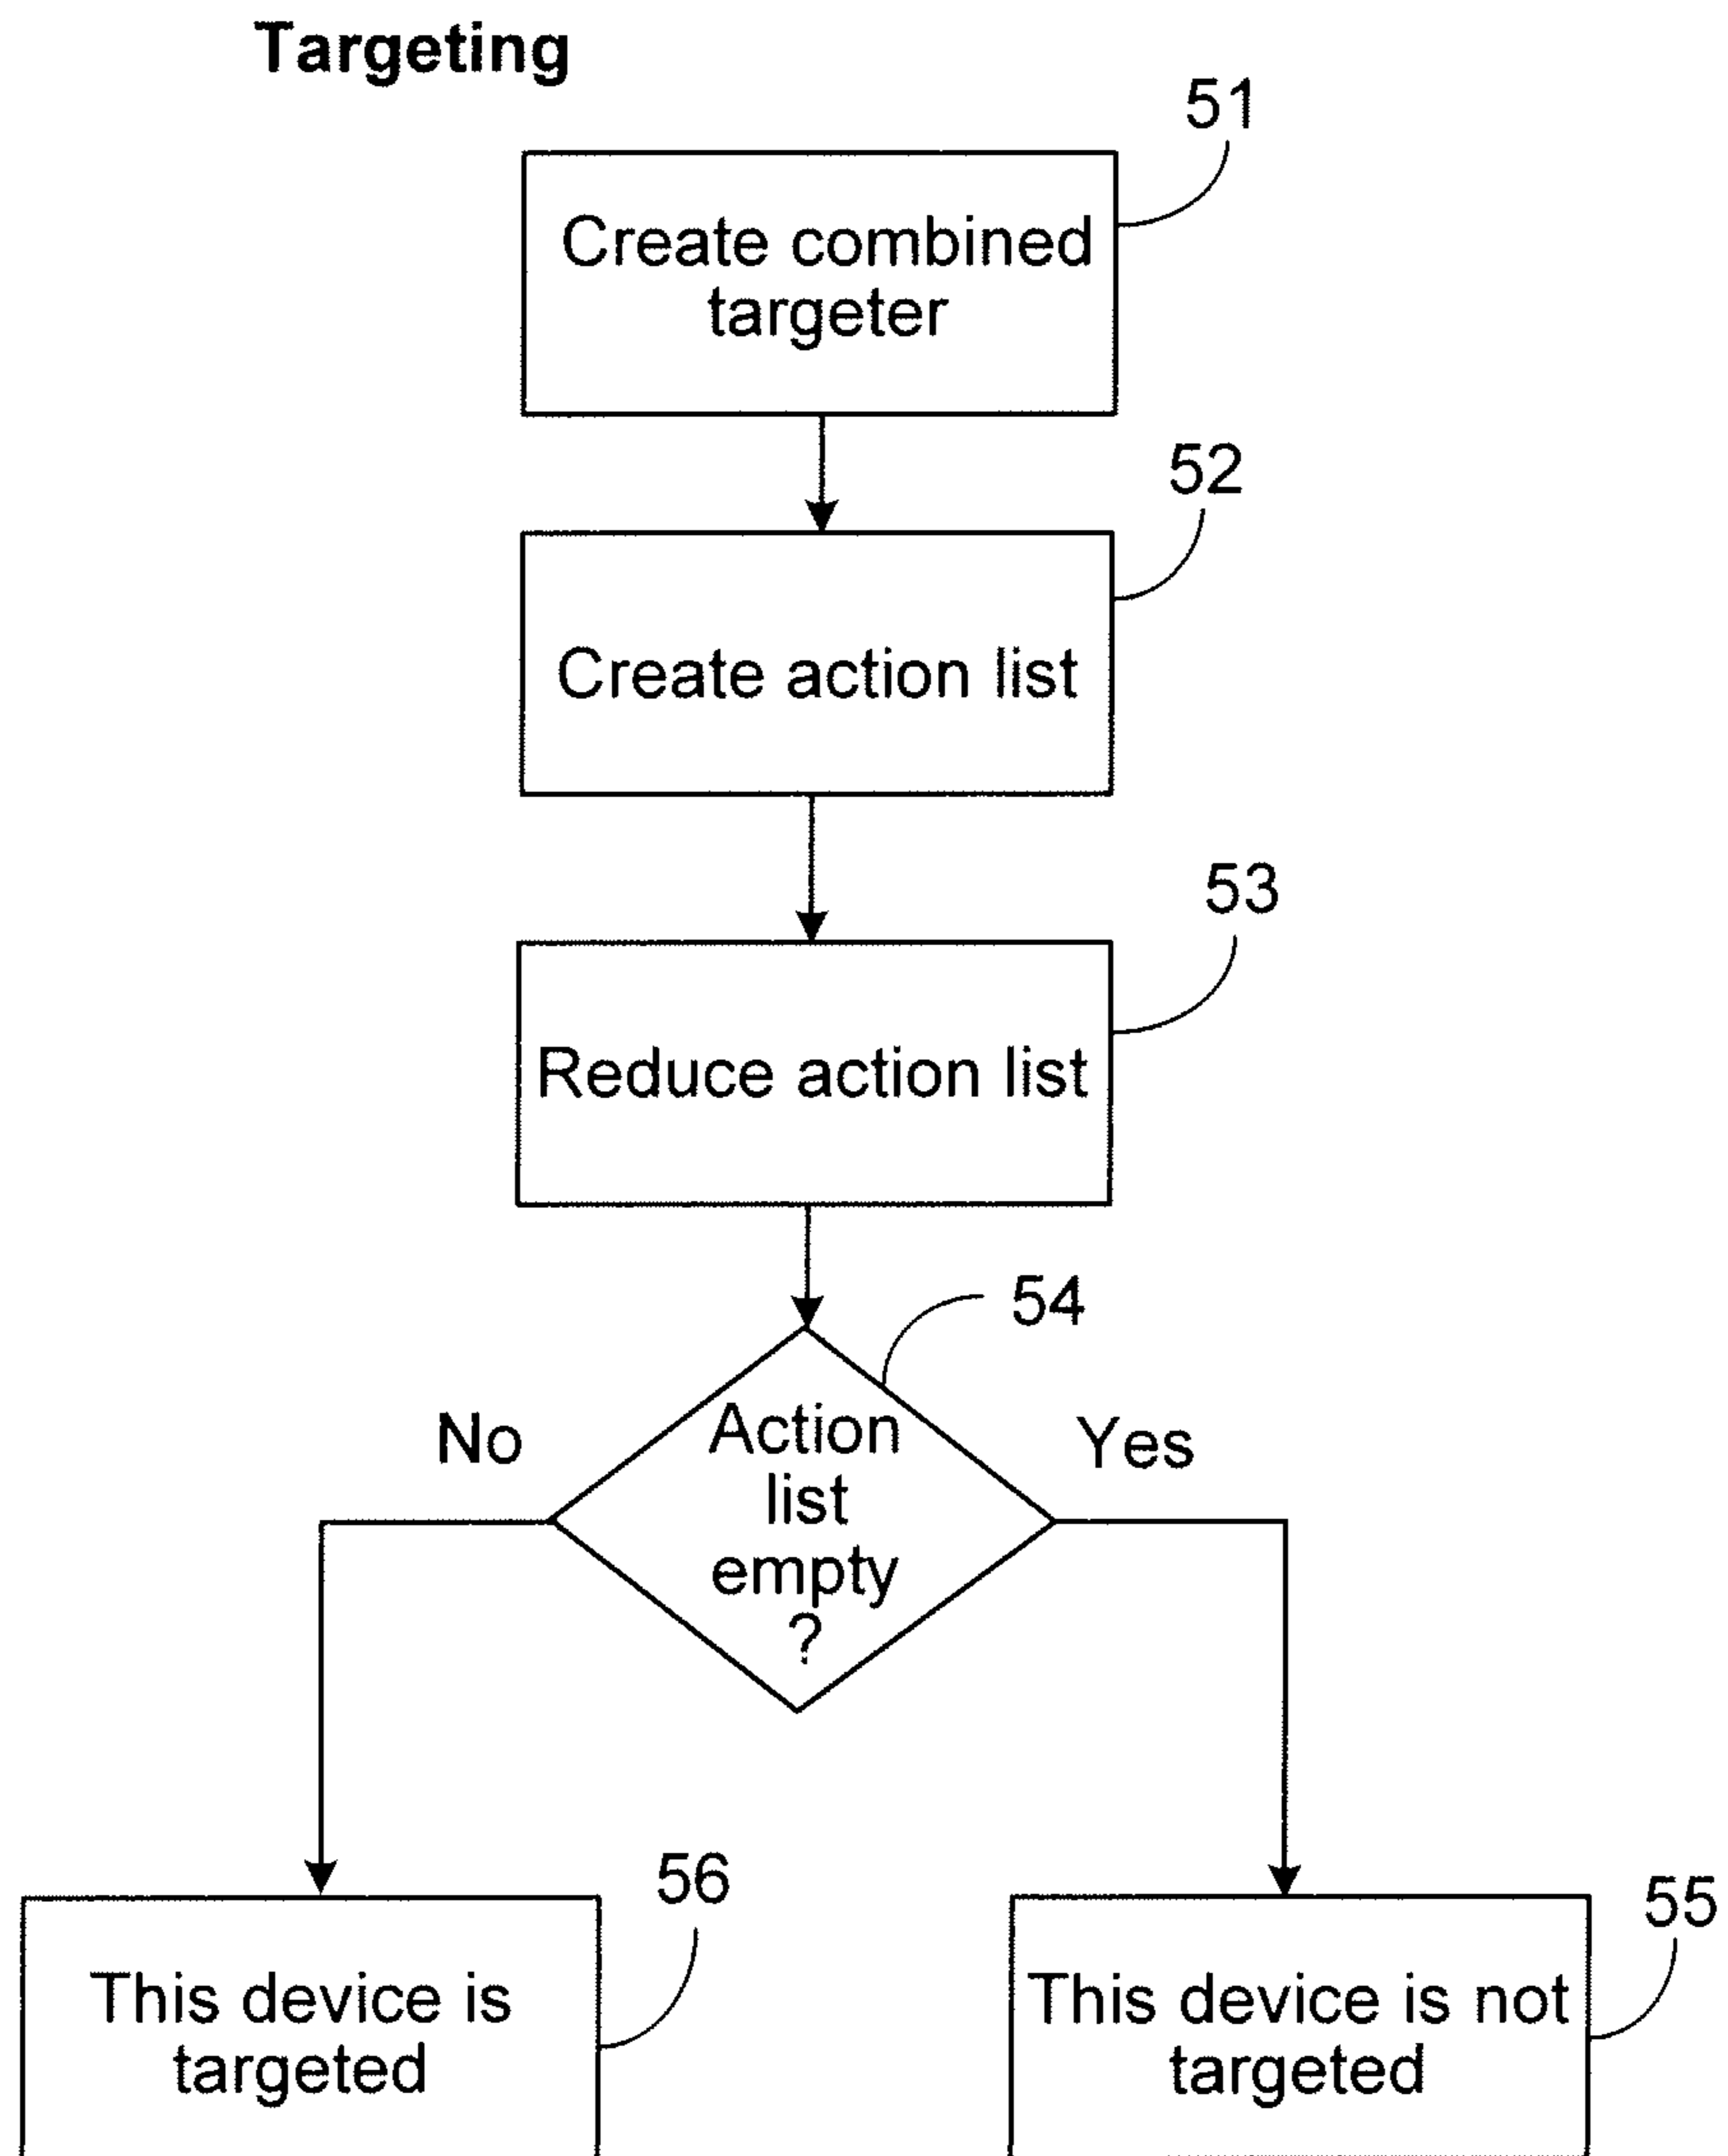 Targeting
51
Create combined
targeter
52
Create action list
53
Reduce action list
54
No
Action
list
empty
?
Yes
56
This device is
targeted
55
This device is not
targeted